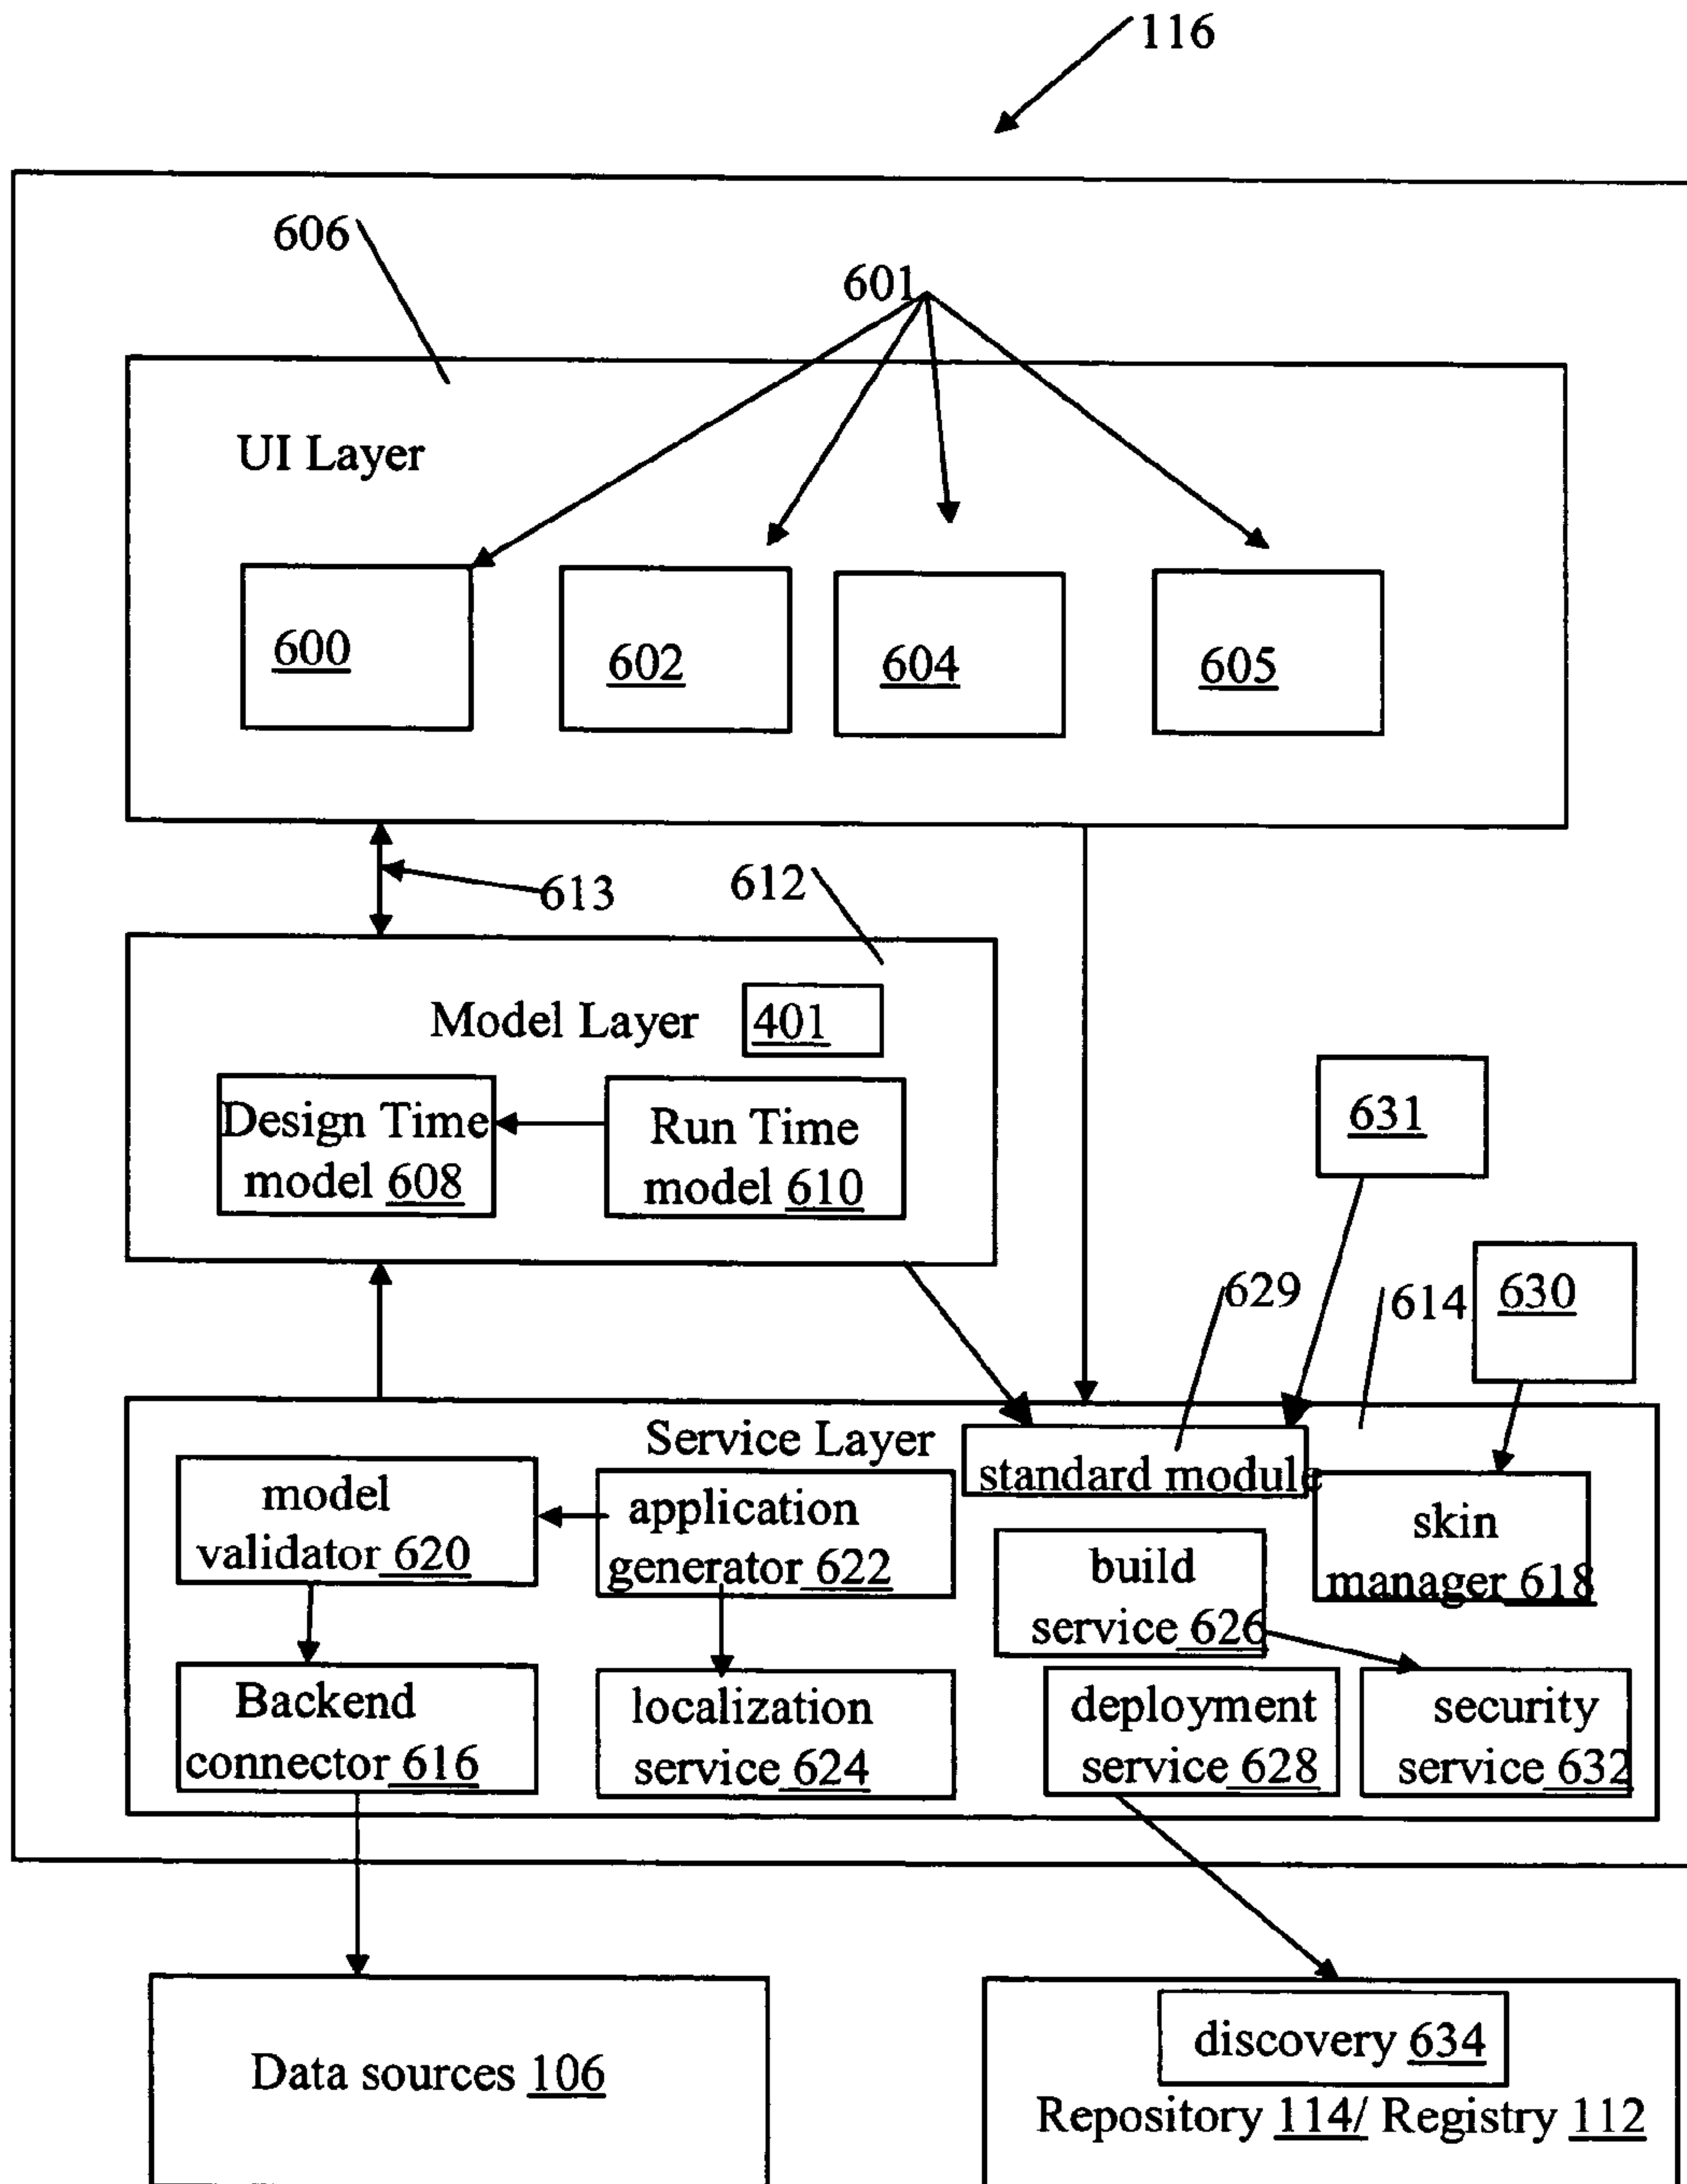 116
606
601
UI Layer
600
602
604
605
613
612
Model Layer
401
Design Time
model 608
Run Time
model 610
631
630
629
614
Service Layer
standard module
model
validator 620
application
generator 622
skin
manager 618
build
service 626
Backend
connector 616
localization
service 624
deployment
service 628
security
service 632
Data sources 106
discovery 634
Repository 114/ Registry 112